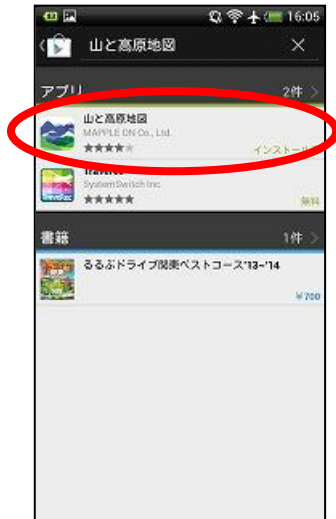 16:05
山と高原地図
アプリ 2件
山と高原地図
MAPPLE ON Co., Ltd.
インストール
SystemSwitch Inc.
無料
書籍 1件
るるぶドライブ関東ベストコース'13~'14
¥700